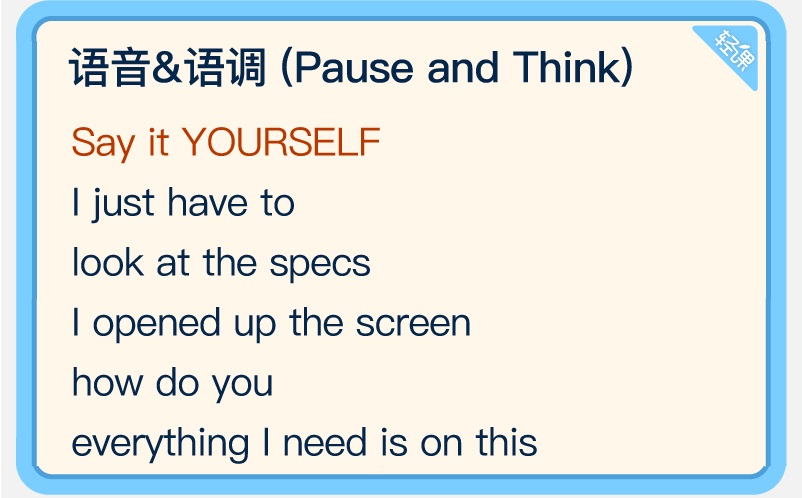 语音&语调 (Pause and Think)
轻课
Say it YOURSELF
I just have to
look at the specs
I opened up the screen
how do you
everything I need is on this